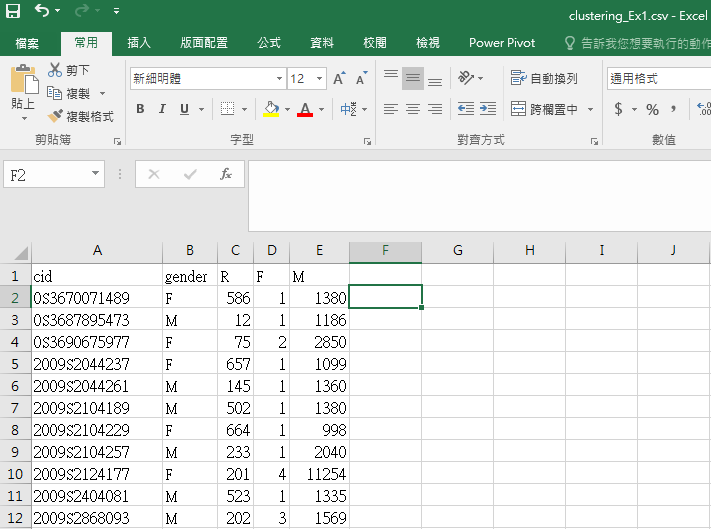 clustering_Ex1.csv - Excel
檔案 常用 插入 版面配置 公式 資料 校閱 檢視 Power Pivot 告訴我您想要執行的動作
貼上 剪下 複製 複製格式
新細明體 12 A A
B I U A 中
自動換列 跨欄置中
通用格式
$ % , .00
剪貼簿 字型 對齊方式 數值
F2 fx
A B C D E F G H I J
1 cid gender R F M
2 0S3670071489 F 586 1 1380
3 0S3687895473 M 12 1 1186
4 0S3690675977 F 75 2 2850
5 2009S2044237 F 657 1 1099
6 2009S2044261 M 145 1 1360
7 2009S2104189 M 502 1 1380
8 2009S2104229 F 664 1 998
9 2009S2104257 M 233 1 2040
10 2009S2124177 F 201 4 11254
11 2009S2404081 M 523 1 1335
12 2009S2868093 M 202 3 1569